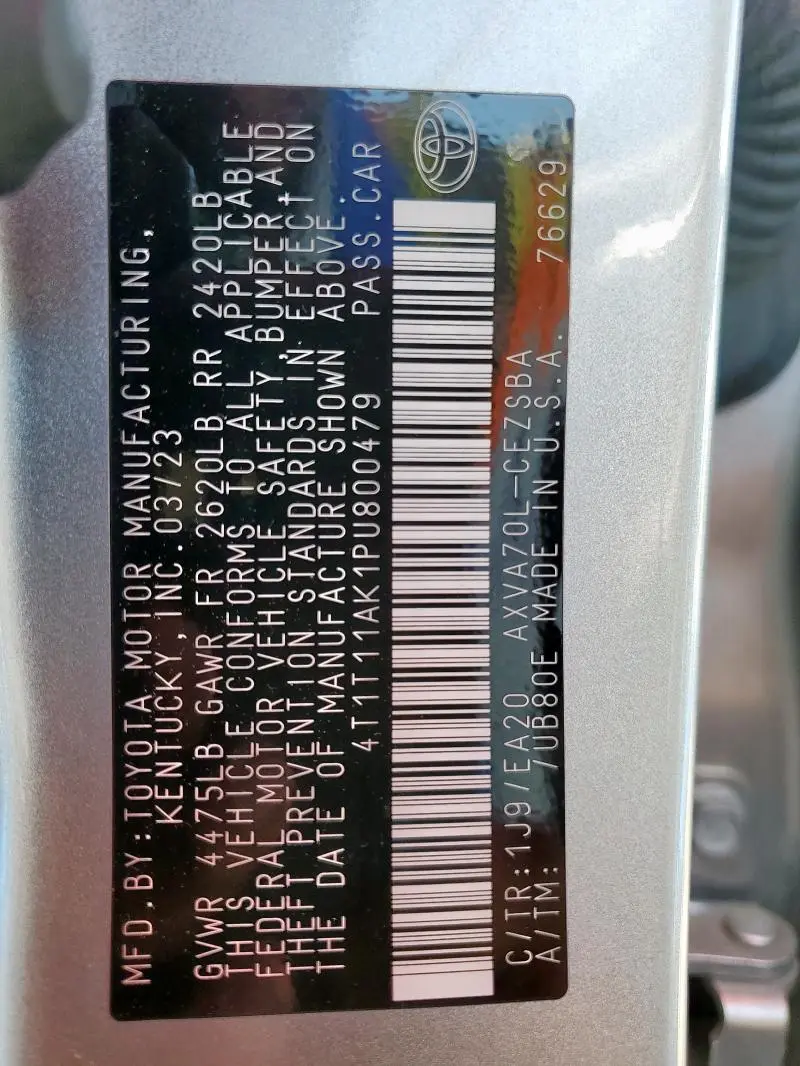 MFD.BY:TOYOTA MOTOR MANUFACTURING,
KENTUCKY, INC.03/23
GVWR 4475LB GAWR FR 2620LB RR 2420LB
THIS VEHICLE CONFORMS TO ALL APPLICABLE
FEDERAL MOTOR VEHICLE SAFETY, BUMPER, AND
THEFT PREVENTION STANDARDS IN EFFECT ON
THE DATE OF MANUFACTURE SHOWN ABOVE.
4T1T11AK1PU800479 PASS.CAR
C/TR:1J9/EA20 AXVA70L-CEZSBA
A/TM: /UB80E MADE IN U.S.A. 76629